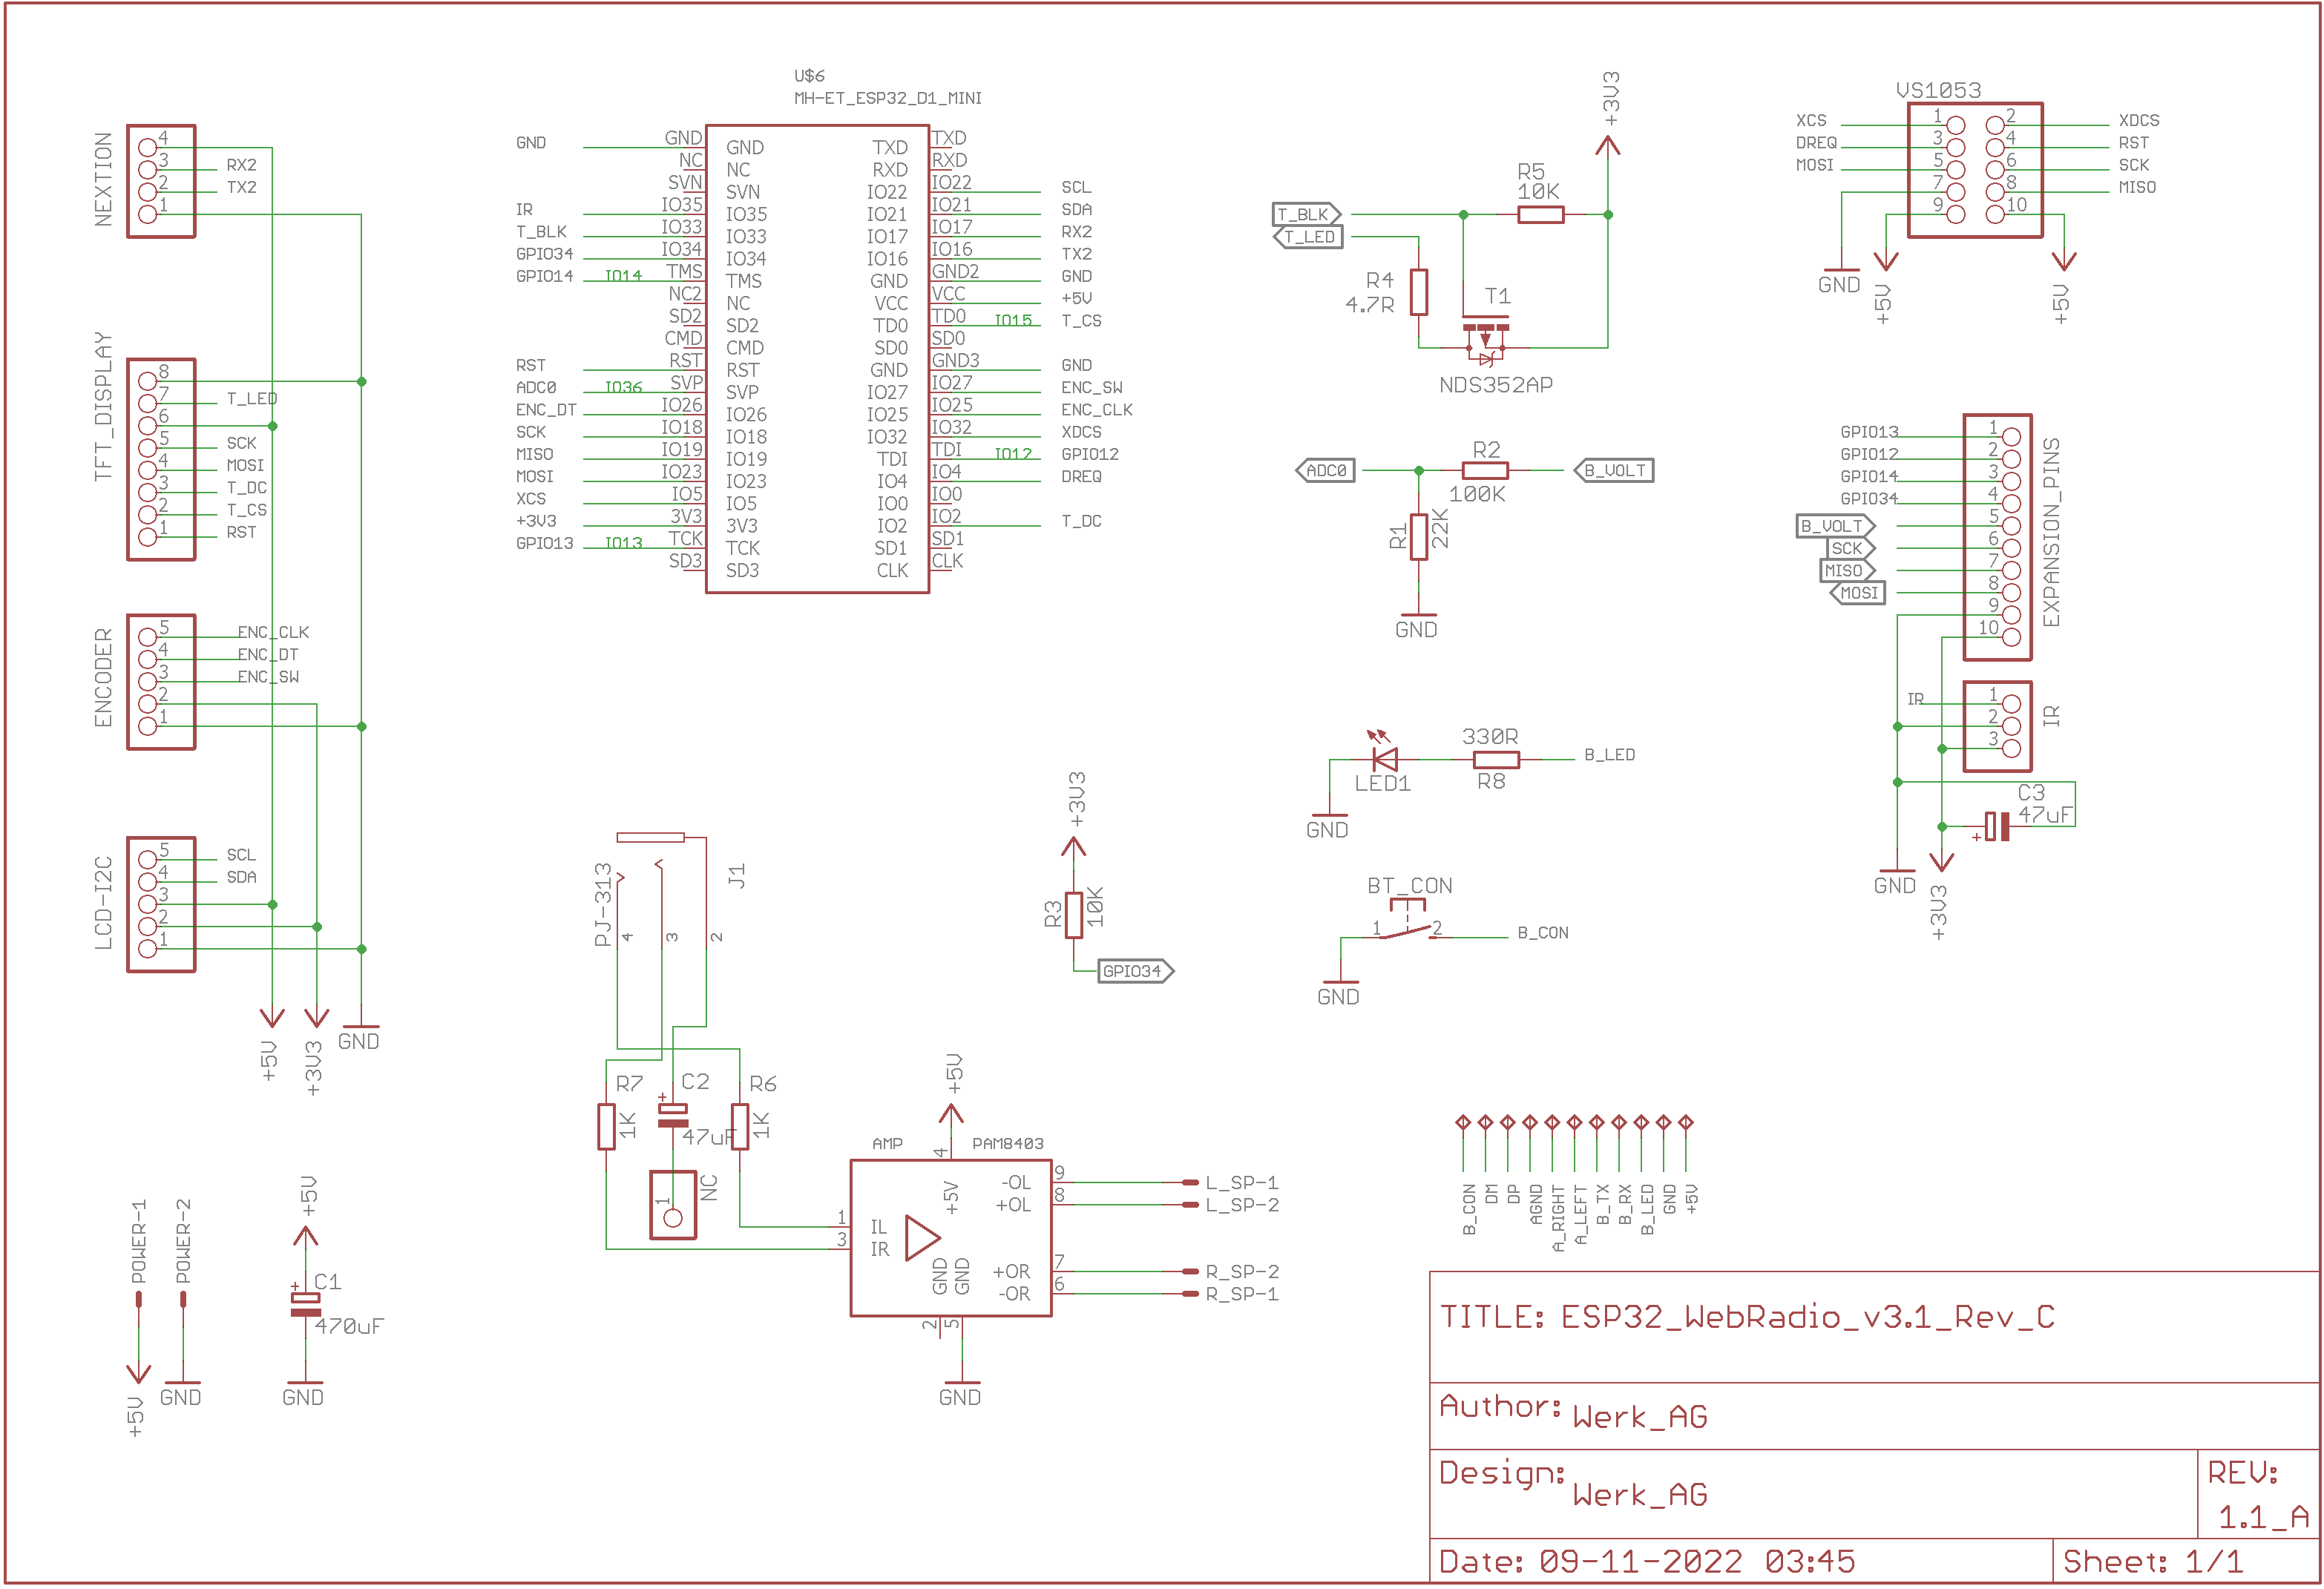 NEXTION
4
3
2
1
RX2
TX2
TFT_DISPLAY
8
7
6
5
4
3
2
1
T_LED
SCK
MOSI
T_DC
T_CS
RST
ENCODER
5
4
3
2
1
ENC_CLK
ENC_DT
ENC_SW
LCD-I2C
5
4
3
2
1
SCL
SDA
+5V
+3V3
GND
POWER-1
POWER-2
+5V
GND
+5V
C1
470uF
GND
U$6
MH-ET_ESP32_D1_MINI
GND GND GND TXD TXD
NC NC RXD RXD
SVN SVN IO22 IO22 SCL
IR IO35 IO35 IO21 IO21 SDA
T_BLK IO33 IO33 IO17 IO17 RX2
GPIO34 IO34 IO34 IO16 IO16 TX2
GPIO14 IO14 TMS TMS GND GND2 GND
NC2 NC VCC VCC +5V
SD2 SD2 TD0 TD0 IO15 T_CS
CMD CMD SD0 SD0
RST RST RST GND GND3 GND
ADC0 IO36 SVP SVP IO27 IO27 ENC_SW
ENC_DT IO26 IO26 IO25 IO25 ENC_CLK
SCK IO18 IO18 IO32 IO32 XDCS
MISO IO19 IO19 TDI TDI IO12 GPIO12
MOSI IO23 IO23 IO4 IO4 DREQ
XCS IO5 IO5 IO0 IO0
+3V3 3V3 3V3 IO2 IO2 T_DC
GPIO13 IO13 TCK TCK SD1 SD1
SD3 SD3 CLK CLK
PJ-313
J1
4
3
2
R7
1K
C2
47uF
R6
1K
1
NC
+3V3
R3
10K
GPIO34
AMP
PAM8403
+5V
4
+5V
1
IL
3
IR
-OL 9 L_SP-1
+OL 8 L_SP-2
+OR 7 R_SP-2
-OR 6 R_SP-1
GND
GND
2
5
GND
T_BLK
T_LED
R5
10K
+3V3
R4
4.7R
T1
NDS352AP
ADC0
R2
100K
B_VOLT
R1
22K
GND
LED1
330R
R8
B_LED
GND
BT_CON
1
2
B_CON
GND
VS1053
XCS 1 2 XDCS
DREQ 3 4 RST
MOSI 5 6 SCK
7 8 MISO
9 10
GND
+5V
+5V
EXPANSION_PINS
GPIO13 1
GPIO12 2
GPIO14 3
GPIO34 4
B_VOLT 5
SCK 6
MISO 7
MOSI 8
9
10
IR
IR 1
2
3
C3
47uF
GND
+3V3
B_CON
DM
DP
AGND
A_RIGHT
A_LEFT
B_TX
B_RX
B_LED
GND
+5V
TITLE: ESP32_WebRadio_v3.1_Rev_C
Author: Werk_AG
Design: Werk_AG
REV:
1.1_A
Date: 09-11-2022 03:45
Sheet: 1/1